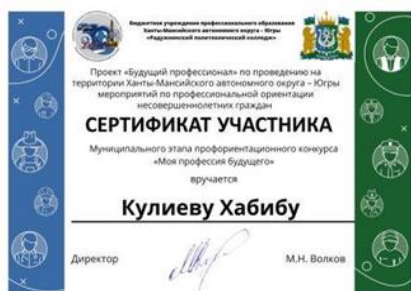 Бюджетное учреждение профессионального образования
Ханты-Мансийского автономного округа – Югры
«Радужнинский политехнический колледж»
Проект «Будущий профессионал» по проведению на
территории Ханты-Мансийского автономного округа – Югры
мероприятий по профессиональной ориентации
несовершеннолетних граждан
СЕРТИФИКАТ УЧАСТНИКА
Муниципального этапа профориентационного конкурса
«Моя профессия будущего»
вручается
Кулиеву Хабибу
Директор М.Н. Волков